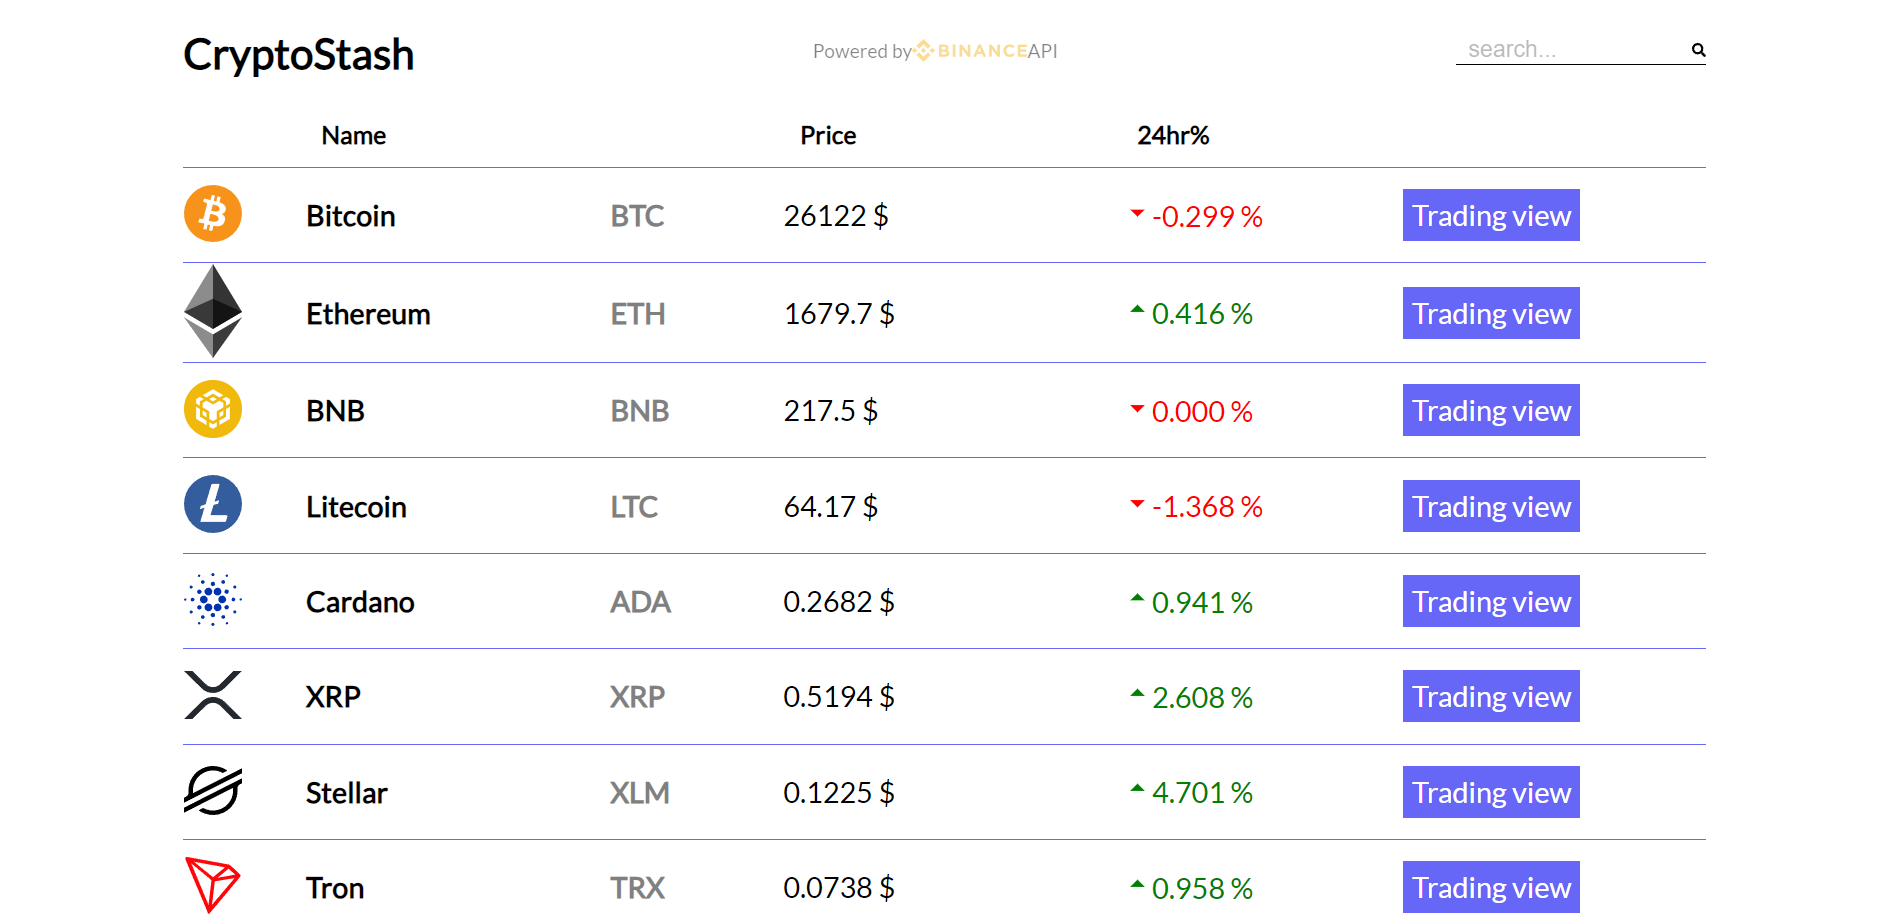 CryptoStash Powered by BINANCE API search...
Name Price 24hr%
Bitcoin BTC 26122 $ -0.299 % Trading view
Ethereum ETH 1679.7 $ 0.416 % Trading view
BNB BNB 217.5 $ 0.000 % Trading view
Litecoin LTC 64.17 $ -1.368 % Trading view
Cardano ADA 0.2682 $ 0.941 % Trading view
XRP XRP 0.5194 $ 2.608 % Trading view
Stellar XLM 0.1225 $ 4.701 % Trading view
Tron TRX 0.0738 $ 0.958 % Trading view